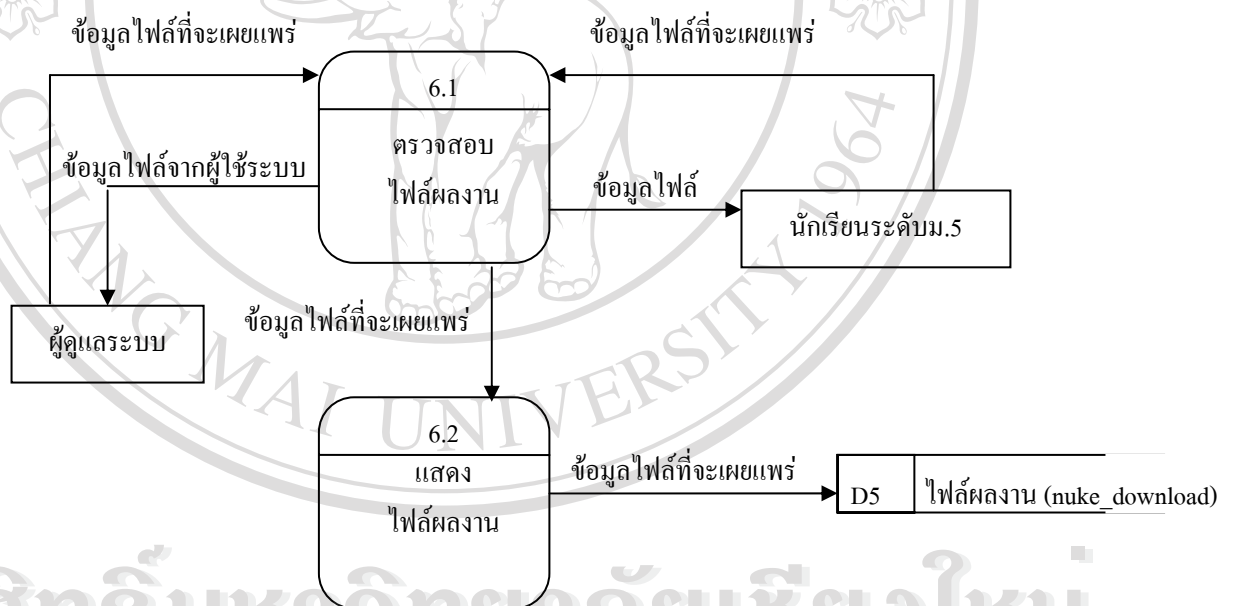 ข้อมูลไฟล์ที่จะเผยแพร่
ข้อมูลไฟล์ที่จะเผยแพร่
6.1
ตรวจสอบ
ไฟล์ผลงาน
ข้อมูลไฟล์จากผู้ใช้ระบบ
ข้อมูลไฟล์
นักเรียนระดับม.5
ผู้ดูแลระบบ
ข้อมูลไฟล์ที่จะเผยแพร่
6.2
แสดง
ไฟล์ผลงาน
ข้อมูลไฟล์ที่จะเผยแพร่
D5
ไฟล์ผลงาน (nuke_download)
CHIANG MAI UNIVERSITY 1964